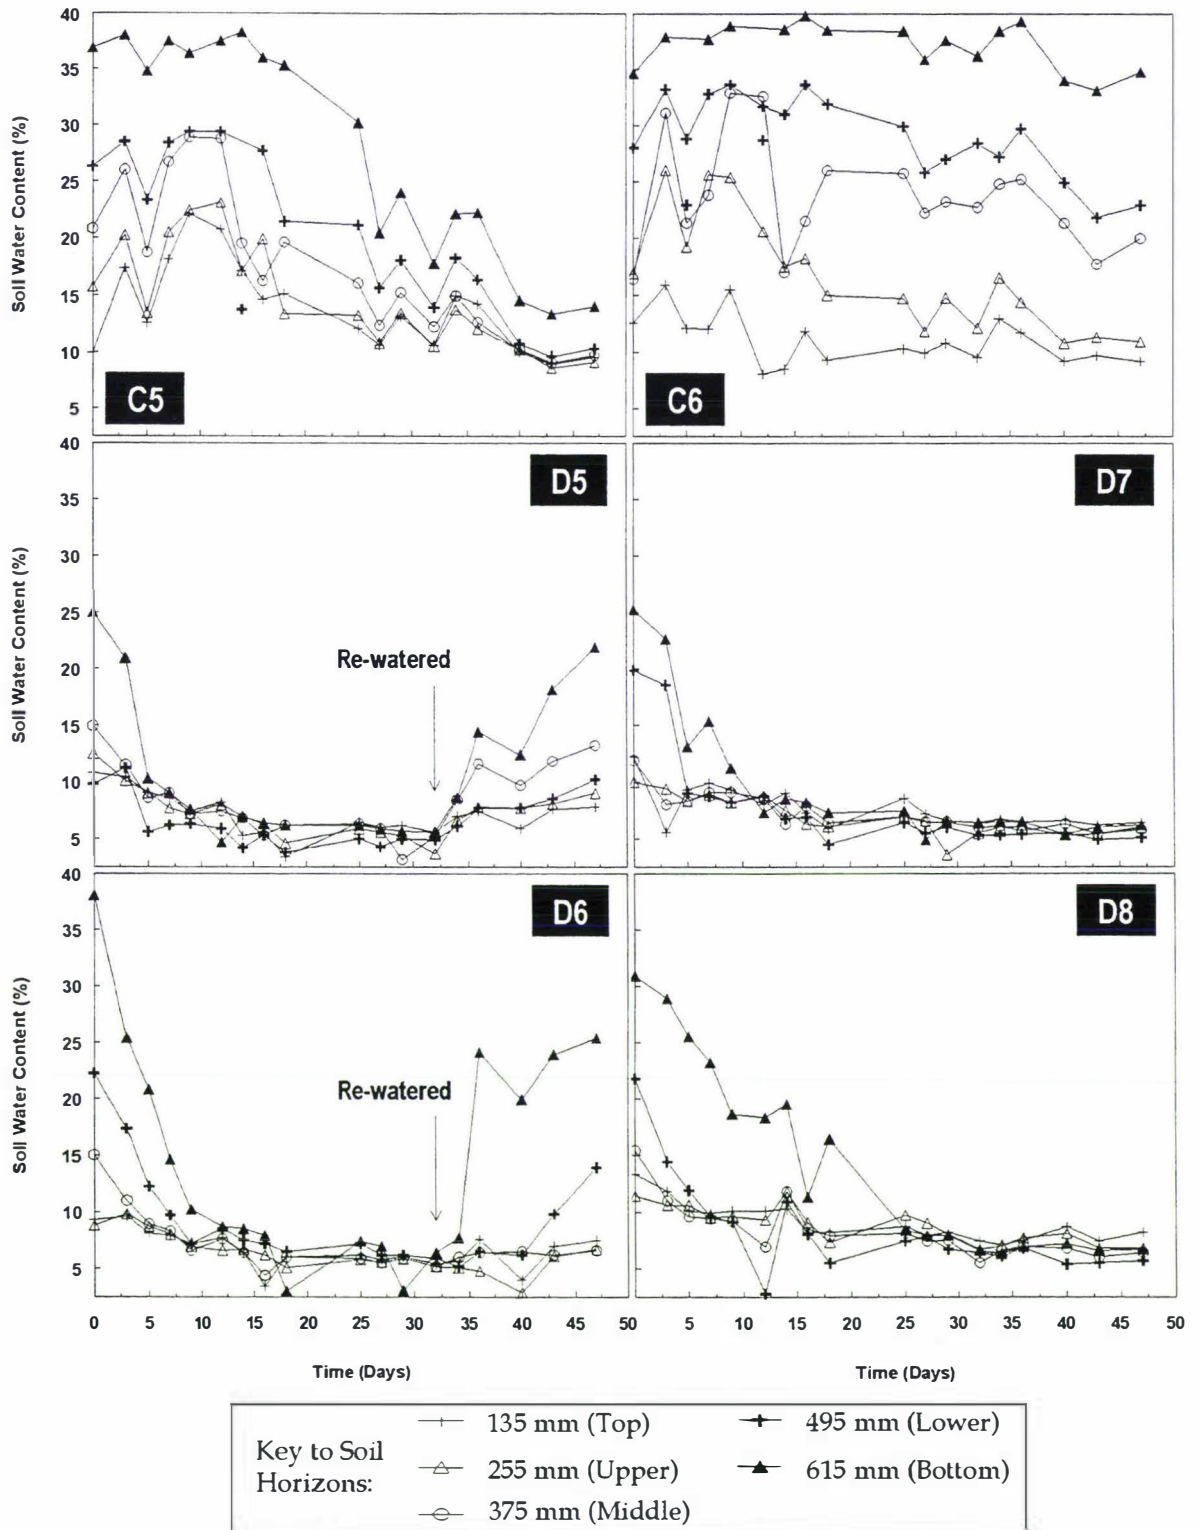 40
35
30
25
20
15
10
5
Soil Water Content (%)
C5
C6
40
35
30
25
20
15
10
5
Soil Water Content (%)
D5
Re-watered
D7
40
35
30
25
20
15
10
5
Soil Water Content (%)
D6
Re-watered
D8
0 5 10 15 20 25 30 35 40 45 50 5 10 15 20 25 30 35 40 45 50
Time (Days) Time (Days)
Key to Soil
Horizons:
135 mm (Top)
255 mm (Upper)
375 mm (Middle)
495 mm (Lower)
615 mm (Bottom)